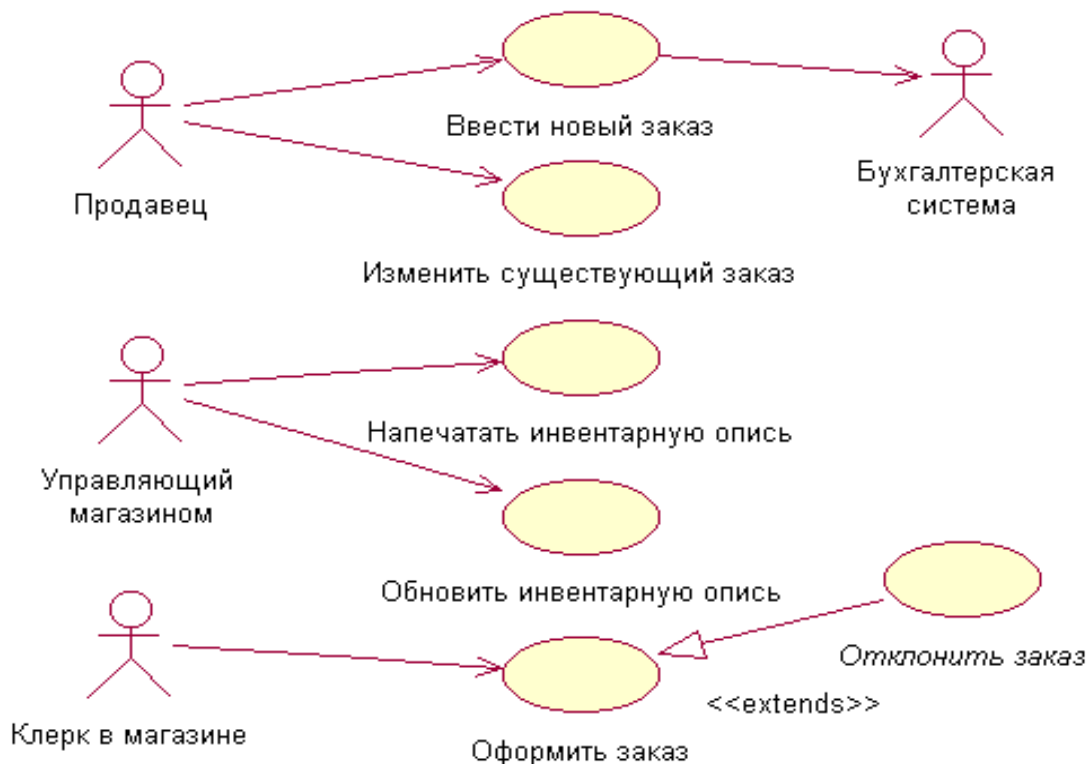 Ввести новый заказ
Продавец
Бухгалтерская
система
Изменить существующий заказ
Напечатать инвентарную опись
Управляющий
магазином
Обновить инвентарную опись
Отклонить заказ
<<extends>>
Клерк в магазине
Оформить заказ